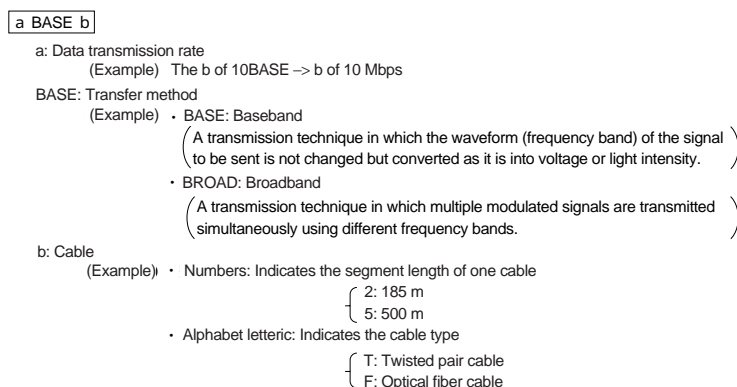 a BASE b
a: Data transmission rate
(Example) The b of 10BASE –> b of 10 Mbps
BASE: Transfer method
(Example) • BASE: Baseband
(A transmission technique in which the waveform (frequency band) of the signal
to be sent is not changed but converted as it is into voltage or light intensity.)
• BROAD: Broadband
(A transmission technique in which multiple modulated signals are transmitted
simultaneously using different frequency bands.)
b: Cable
(Example) • Numbers: Indicates the segment length of one cable
2: 185 m
5: 500 m
• Alphabet letteric: Indicates the cable type
T: Twisted pair cable
F: Optical fiber cable